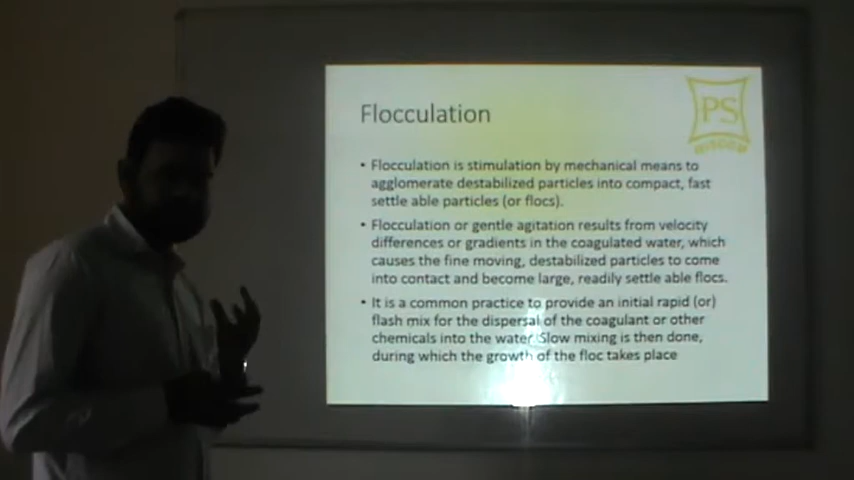 Flocculation
PS
WISDOM
• Flocculation is stimulation by mechanical means to
agglomerate destabilized particles into compact, fast
settle able particles (or flocs).
• Flocculation or gentle agitation results from velocity
differences or gradients in the coagulated water, which
causes the fine moving, destabilized particles to come
into contact and become large, readily settle able flocs.
• It is a common practice to provide an initial rapid (or)
flash mix for the dispersal of the coagulant or other
chemicals into the water. Slow mixing is then done,
during which the growth of the floc takes place